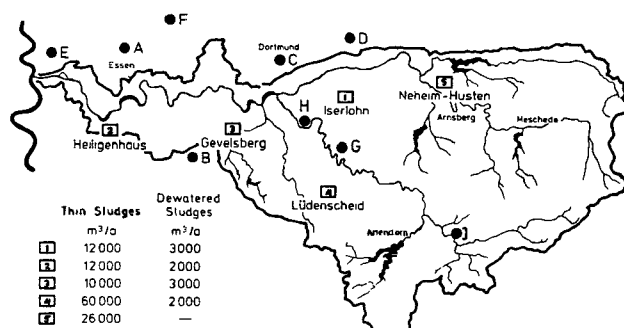 F
E
A
D
Essen
Dortmund
C
5
Neheim-Hüsten
H
1
Iserlohn
2
Heiligenhaus
3
Gevelsberg
Arnsberg
Meschede
B
G
4
Lüdenscheid
Attendorn
J
Thin Sludges
Dewatered Sludges
m³/a m³/a
1 12000 3000
2 12000 2000
3 10000 3000
4 60000 2000
5 26000 —